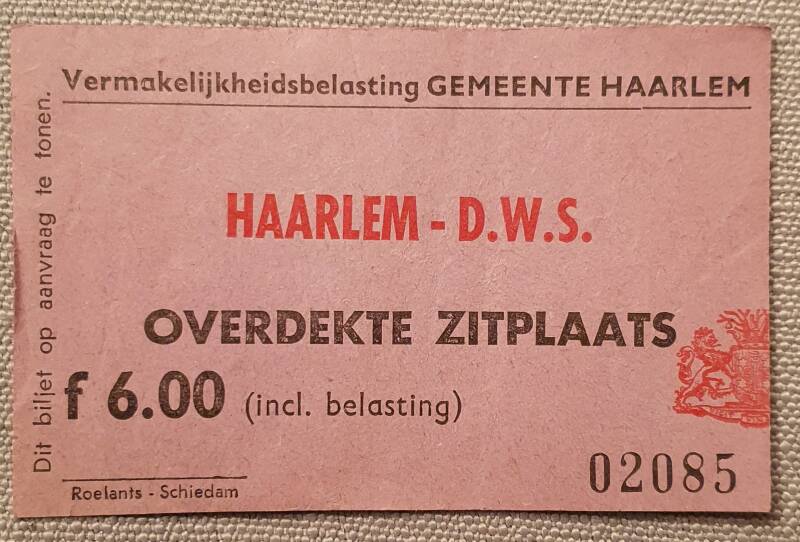 Vermakelijkheidsbelasting GEMEENTE HAARLEM
Dit biljet op aanvraag te tonen.
HAARLEM - D.W.S.
OVERDEKTE ZITPLAATS
f 6.00 (incl. belasting)
Roelants - Schiedam
02085